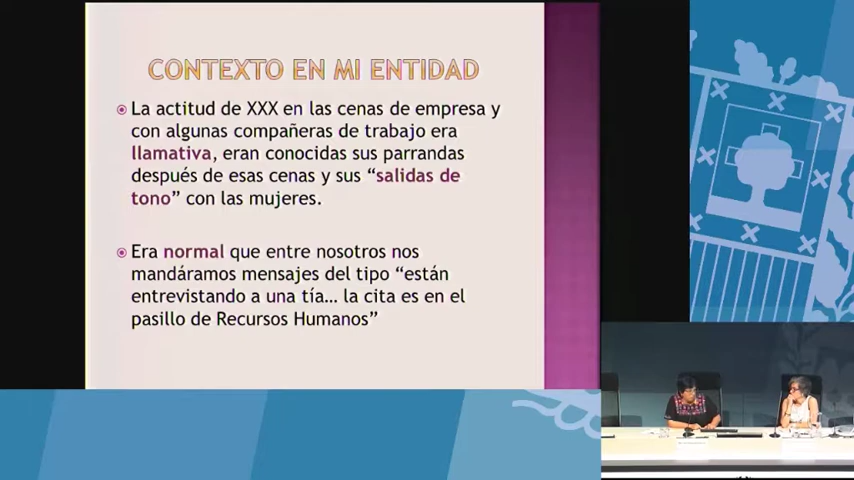 CONTEXTO EN MI ENTIDAD
La actitud de XXX en las cenas de empresa y
con algunas compañeras de trabajo era
llamativa, eran conocidas sus parrandas
después de esas cenas y sus “salidas de
tono” con las mujeres.
Era normal que entre nosotros nos
mandáramos mensajes del tipo “están
entrevistando a una tía… la cita es en el
pasillo de Recursos Humanos”